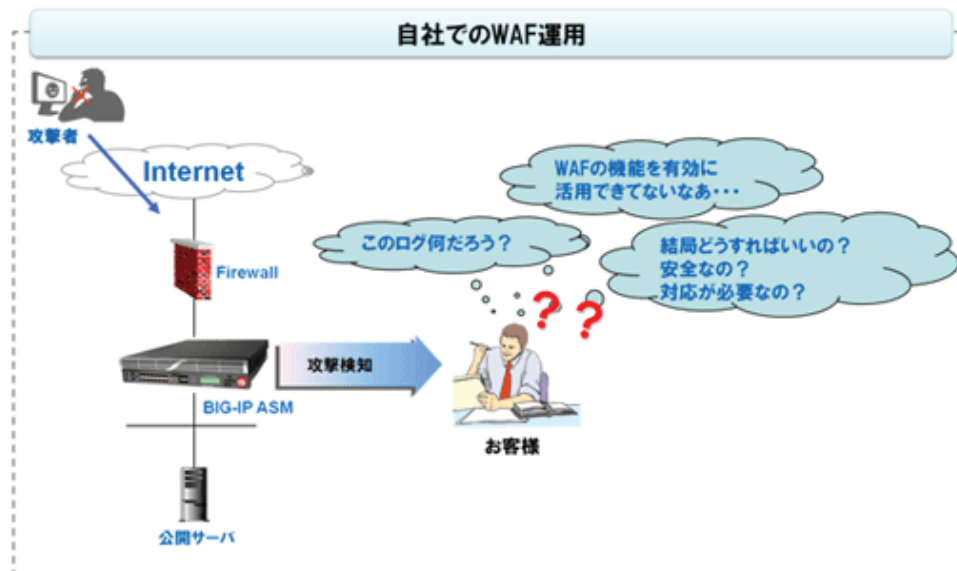 自社でのWAF運用
攻撃者
Internet
WAFの機能を有効に
活用できてないなあ・・・
このログ何だろう？
結局どうすればいいの？
安全なの？
対応が必要なの？
Firewall
？
？
攻撃検知
BIG-IP ASM
お客様
公開サーバ